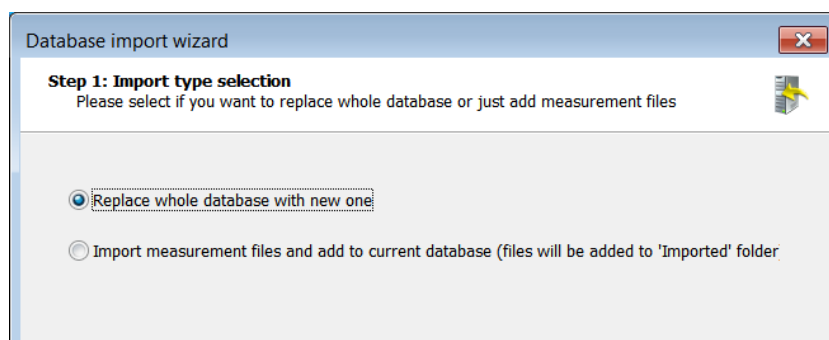 Database import wizard
Step 1: Import type selection
Please select if you want to replace whole database or just add measurement files
Replace whole database with new one
Import measurement files and add to current database (files will be added to 'Imported' folder